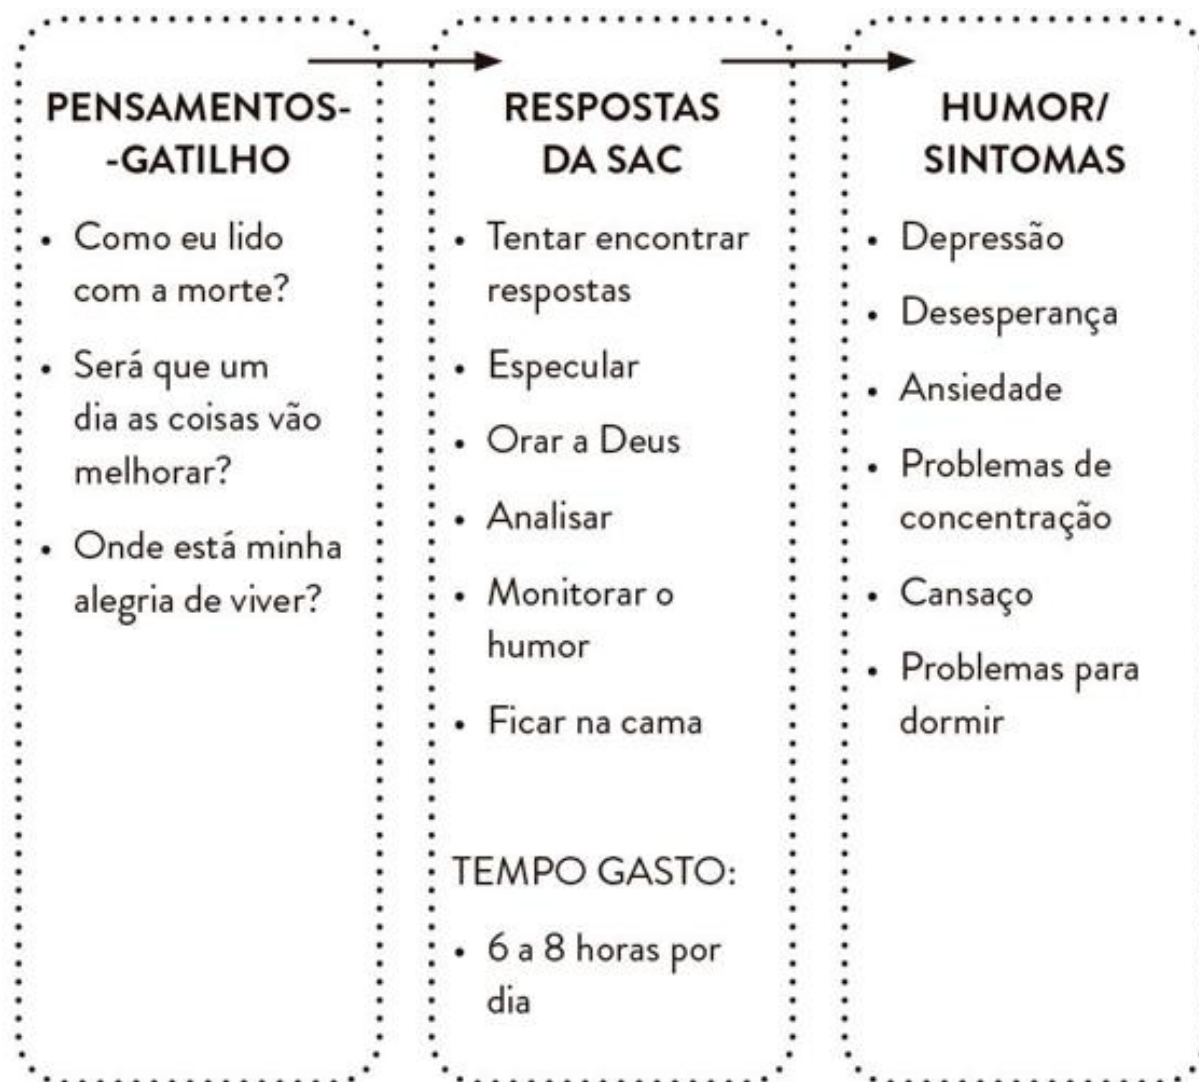 PENSAMENTOS-
-GATILHO
• Como eu lido
com a morte?
• Será que um
dia as coisas vão
melhorar?
• Onde está minha
alegria de viver?
RESPOSTAS
DA SAC
• Tentar encontrar
respostas
• Especular
• Orar a Deus
• Analisar
• Monitorar o
humor
• Ficar na cama
TEMPO GASTO:
• 6 a 8 horas por
dia
HUMOR/
SINTOMAS
• Depressão
• Desesperança
• Ansiedade
• Problemas de
concentração
• Cansaço
• Problemas para
dormir